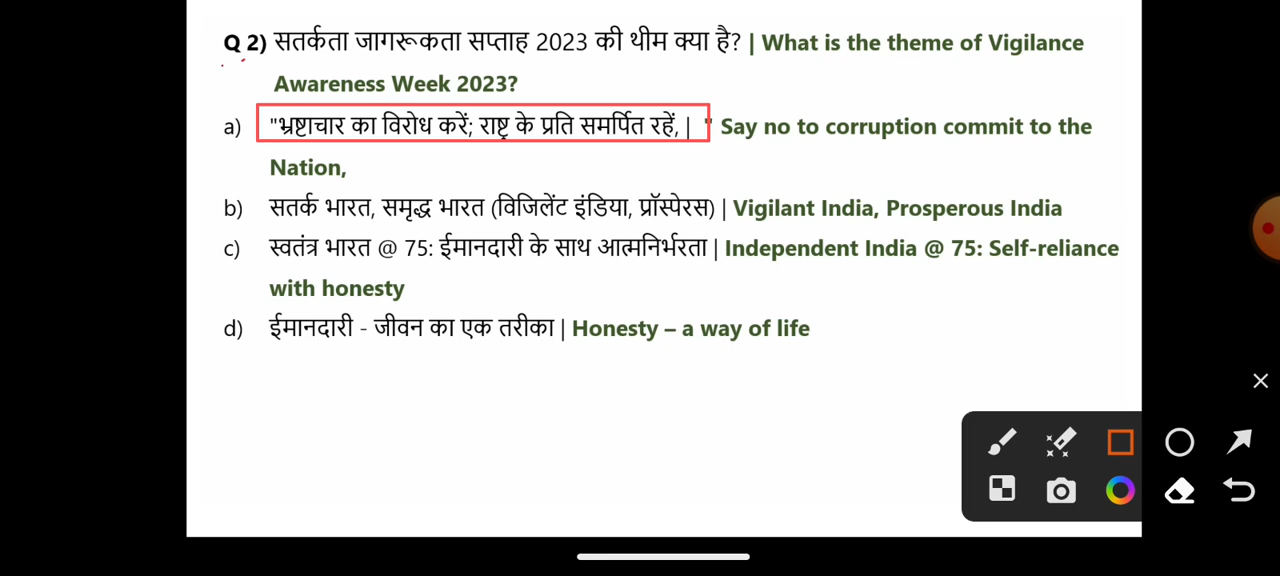 Q 2) सतर्कता जागरूकता सप्ताह 2023 की थीम क्या है? | What is the theme of Vigilance
Awareness Week 2023?
a) "भ्रष्टाचार का विरोध करें; राष्ट्र के प्रति समर्पित रहें, | " Say no to corruption commit to the
Nation,
b) सतर्क भारत, समृद्ध भारत (विजिलेंट इंडिया, प्रॉस्पेरस) | Vigilant India, Prosperous India
c) स्वतंत्र भारत @ 75: ईमानदारी के साथ आत्मनिर्भरता | Independent India @ 75: Self-reliance
with honesty
d) ईमानदारी - जीवन का एक तरीका | Honesty – a way of life